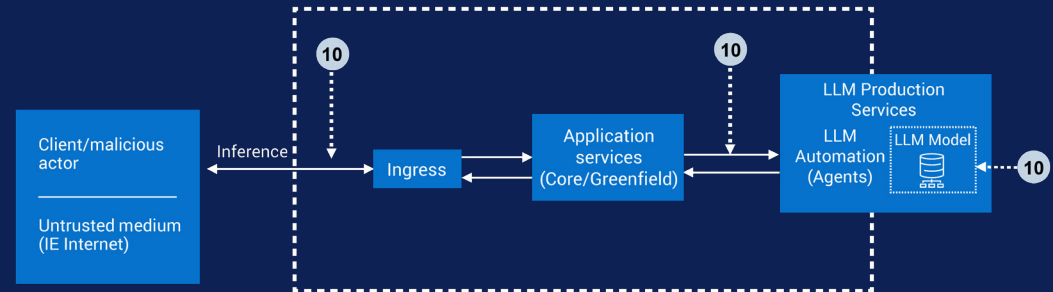 10
10
LLM Production
Services
Client/malicious
actor
Inference
Ingress
Application
services
(Core/Greenfield)
LLM
Automation
(Agents)
LLM Model
10
Untrusted medium
(IE Internet)